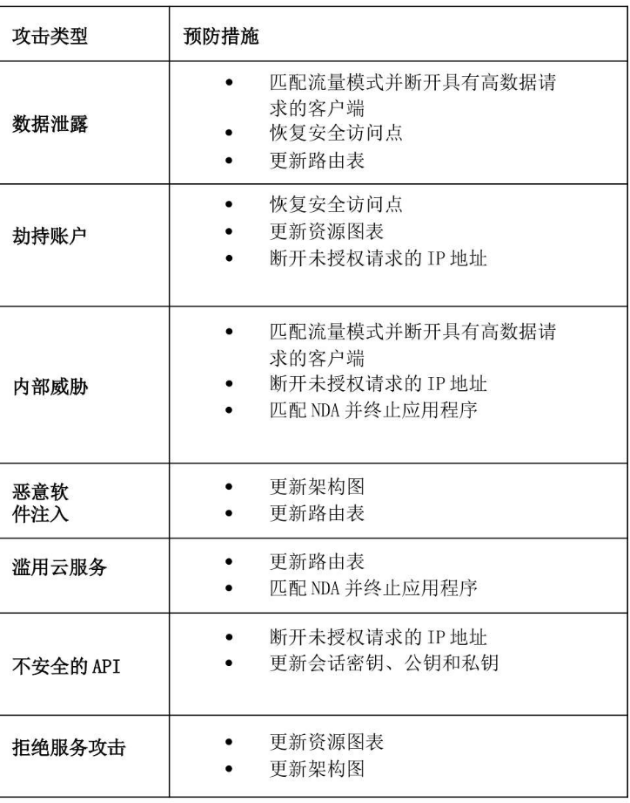 攻击类型 预防措施
数据泄露
• 匹配流量模式并断开具有高数据请
求的客户端
• 恢复安全访问点
• 更新路由表
劫持账户
• 恢复安全访问点
• 更新资源图表
• 断开未授权请求的 IP 地址
内部威胁
• 匹配流量模式并断开具有高数据请
求的客户端
• 断开未授权请求的 IP 地址
• 匹配 NDA 并终止应用程序
恶意软
件注入
• 更新架构图
• 更新路由表
滥用云服务
• 更新路由表
• 匹配 NDA 并终止应用程序
不安全的 API
• 断开未授权请求的 IP 地址
• 更新会话密钥、公钥和私钥
拒绝服务攻击
• 更新资源图表
• 更新架构图